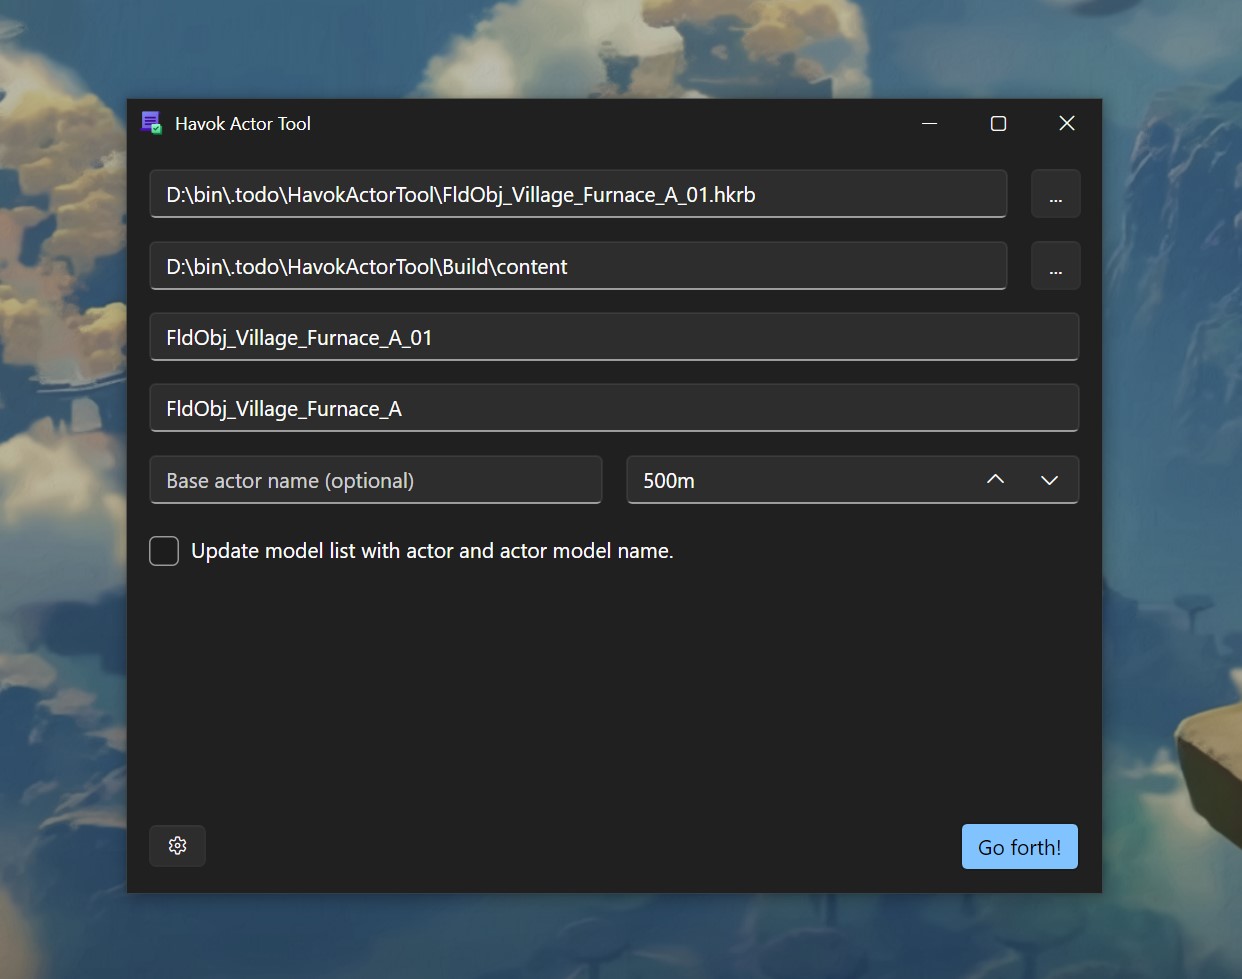 Havok Actor Tool
D:\bin\.todo\HavokActorTool\FldObj_Village_Furnace_A_01.hkrb
...
D:\bin\.todo\HavokActorTool\Build\content
...
FldObj_Village_Furnace_A_01
FldObj_Village_Furnace_A
Base actor name (optional)
500m
Update model list with actor and actor model name.
Go forth!